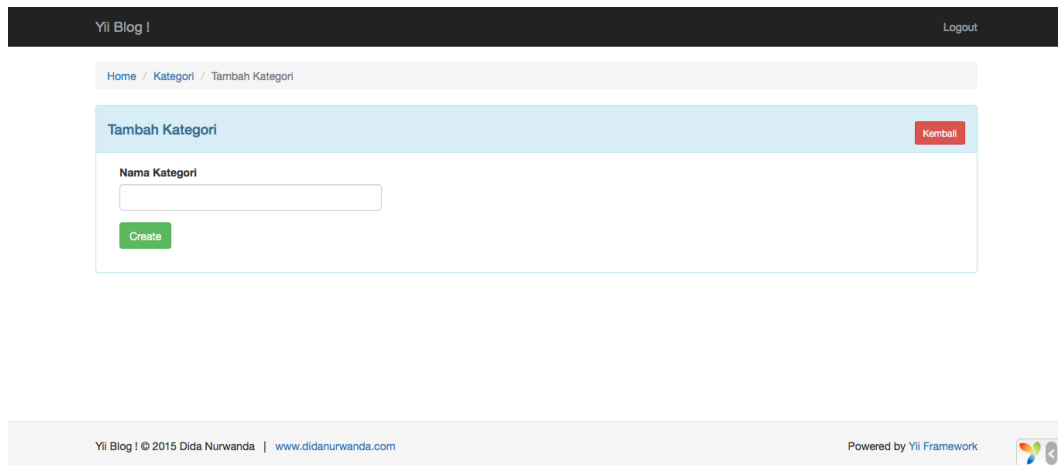 Yii Blog !
Logout
Home / Kategori / Tambah Kategori
Tambah Kategori
Kembali
Nama Kategori
Create
Yii Blog ! © 2015 Dida Nurwanda | www.didanurwanda.com
Powered by Yii Framework